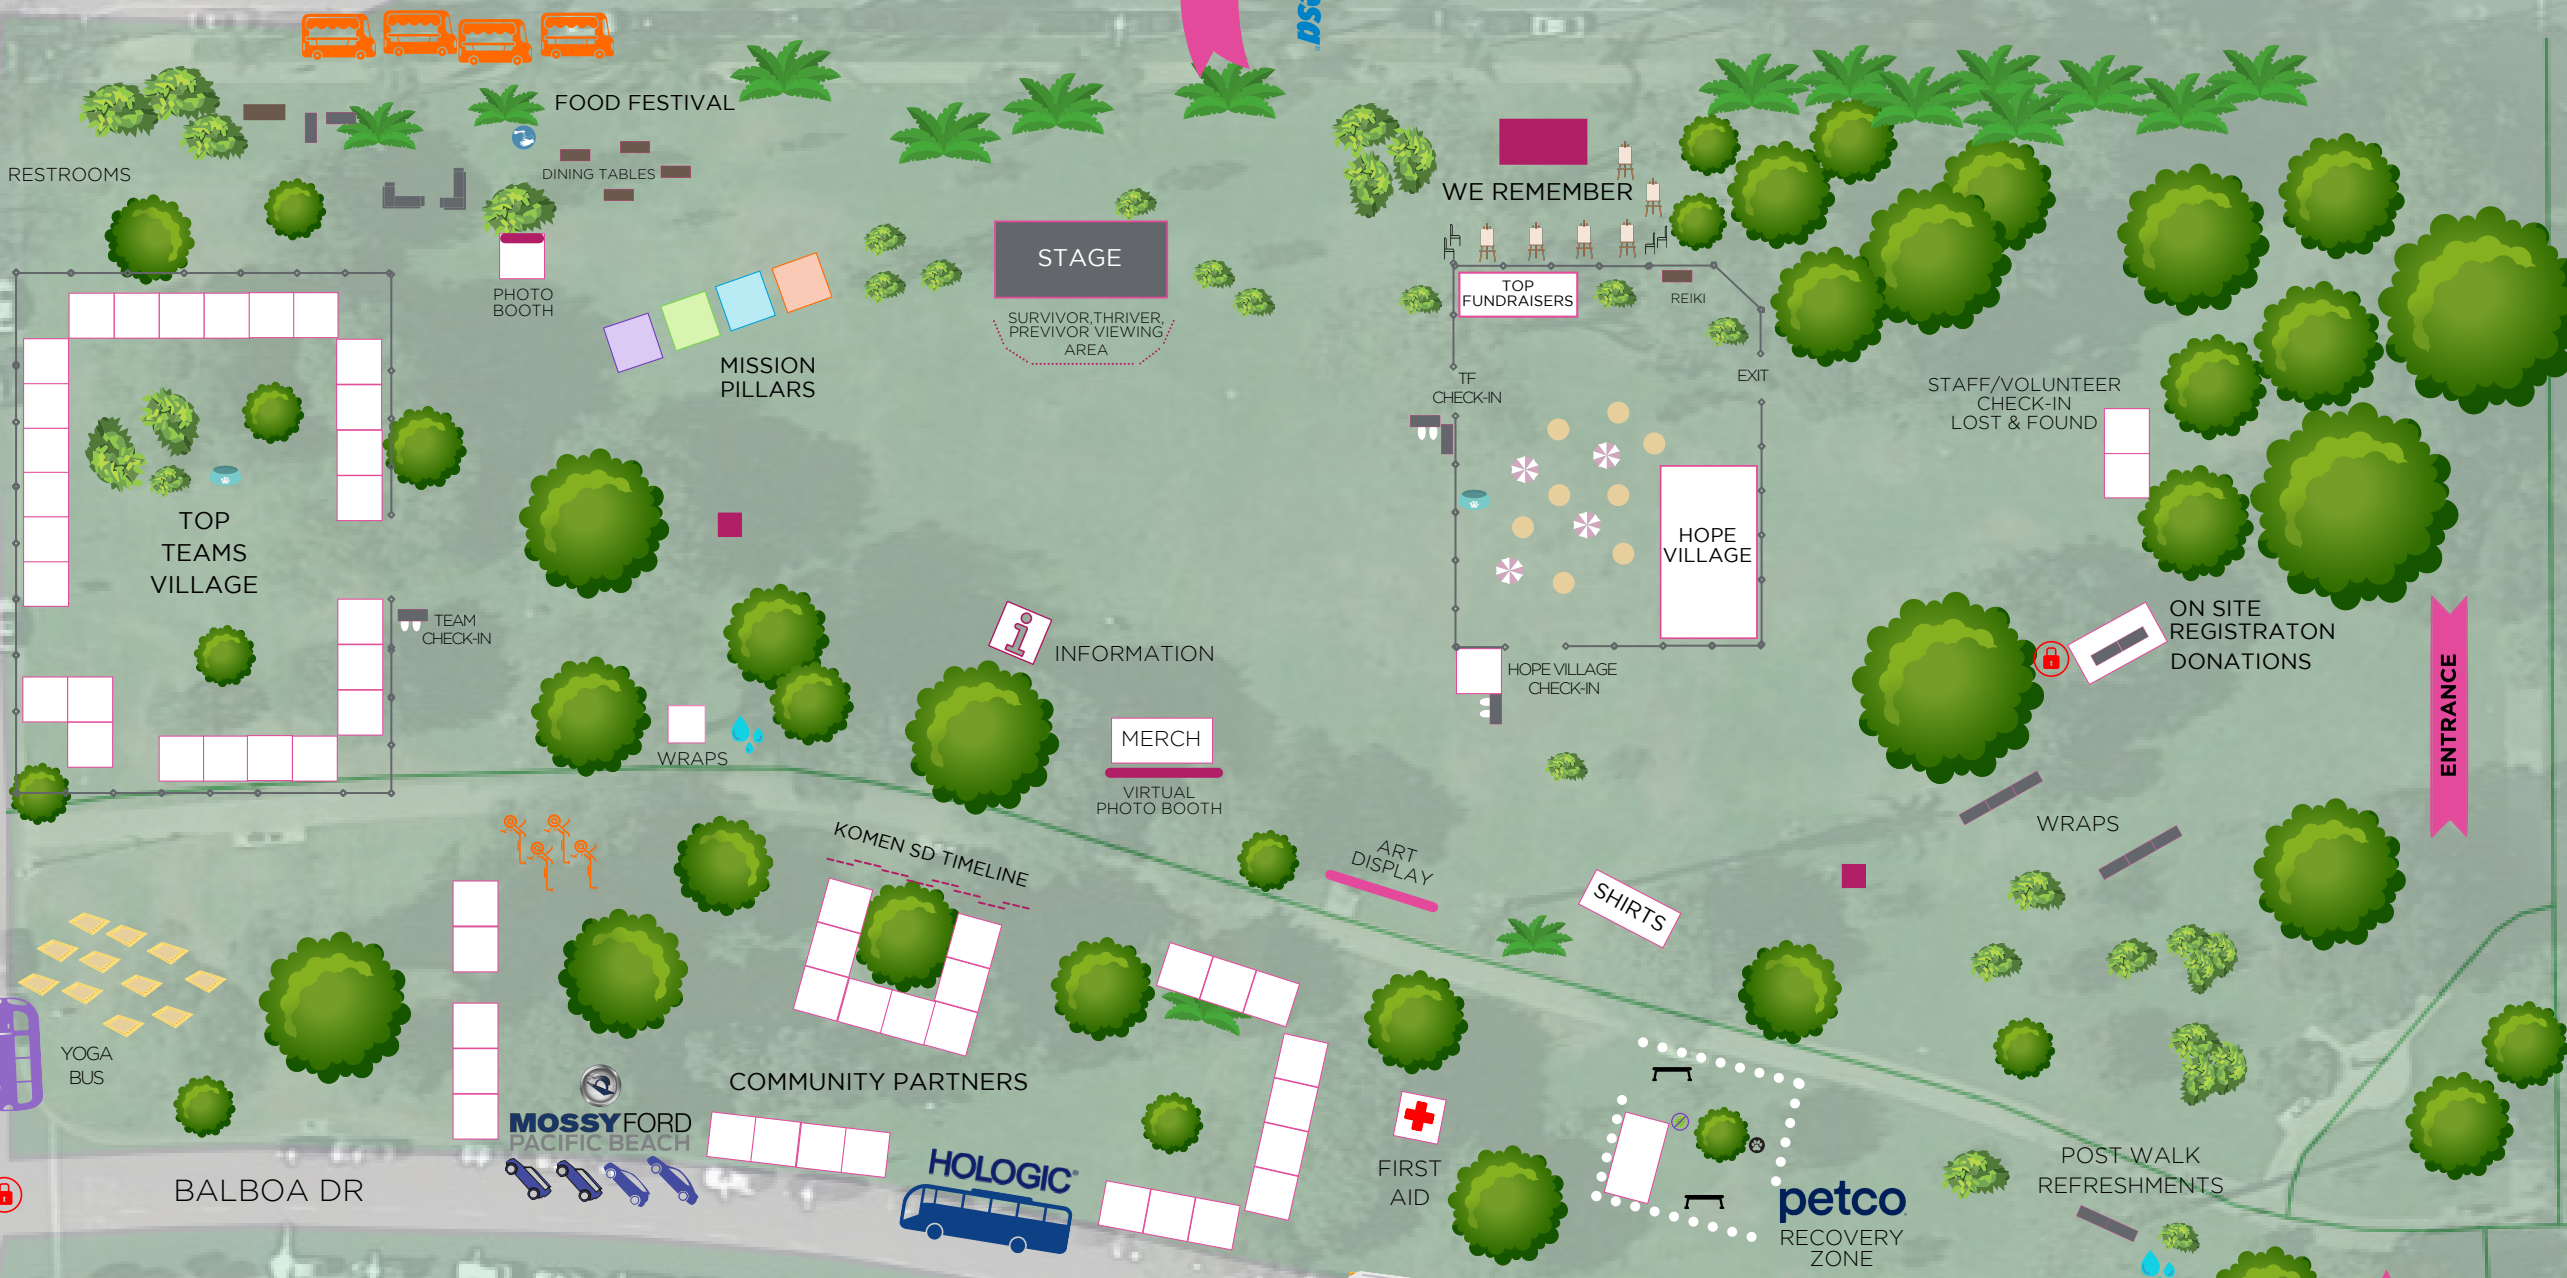 FOOD FESTIVAL
RESTROOMS
DINING TABLES
WE REMEMBER
STAGE
PHOTO
BOOTH
SURVIVOR,THRIVER,
PREVIVOR VIEWING
AREA
TOP
FUNDRAISERS
REIKI
MISSION
PILLARS
TF
CHECK-IN
EXIT
STAFF/VOLUNTEER
CHECK-IN
LOST & FOUND
TOP
TEAMS
VILLAGE
HOPE
VILLAGE
TEAM
CHECK-IN
INFORMATION
HOPE VILLAGE
CHECK-IN
ON SITE
REGISTRATON
DONATIONS
ENTRANCE
WRAPS
MERCH
VIRTUAL
PHOTO BOOTH
WRAPS
KOMEN SD TIMELINE
ART
DISPLAY
SHIRTS
YOGA
BUS
COMMUNITY PARTNERS
MOSSY FORD
PACIFIC BEACH
HOLOGIC
BALBOA DR
FIRST
AID
petco
RECOVERY
ZONE
POST WALK
REFRESHMENTS